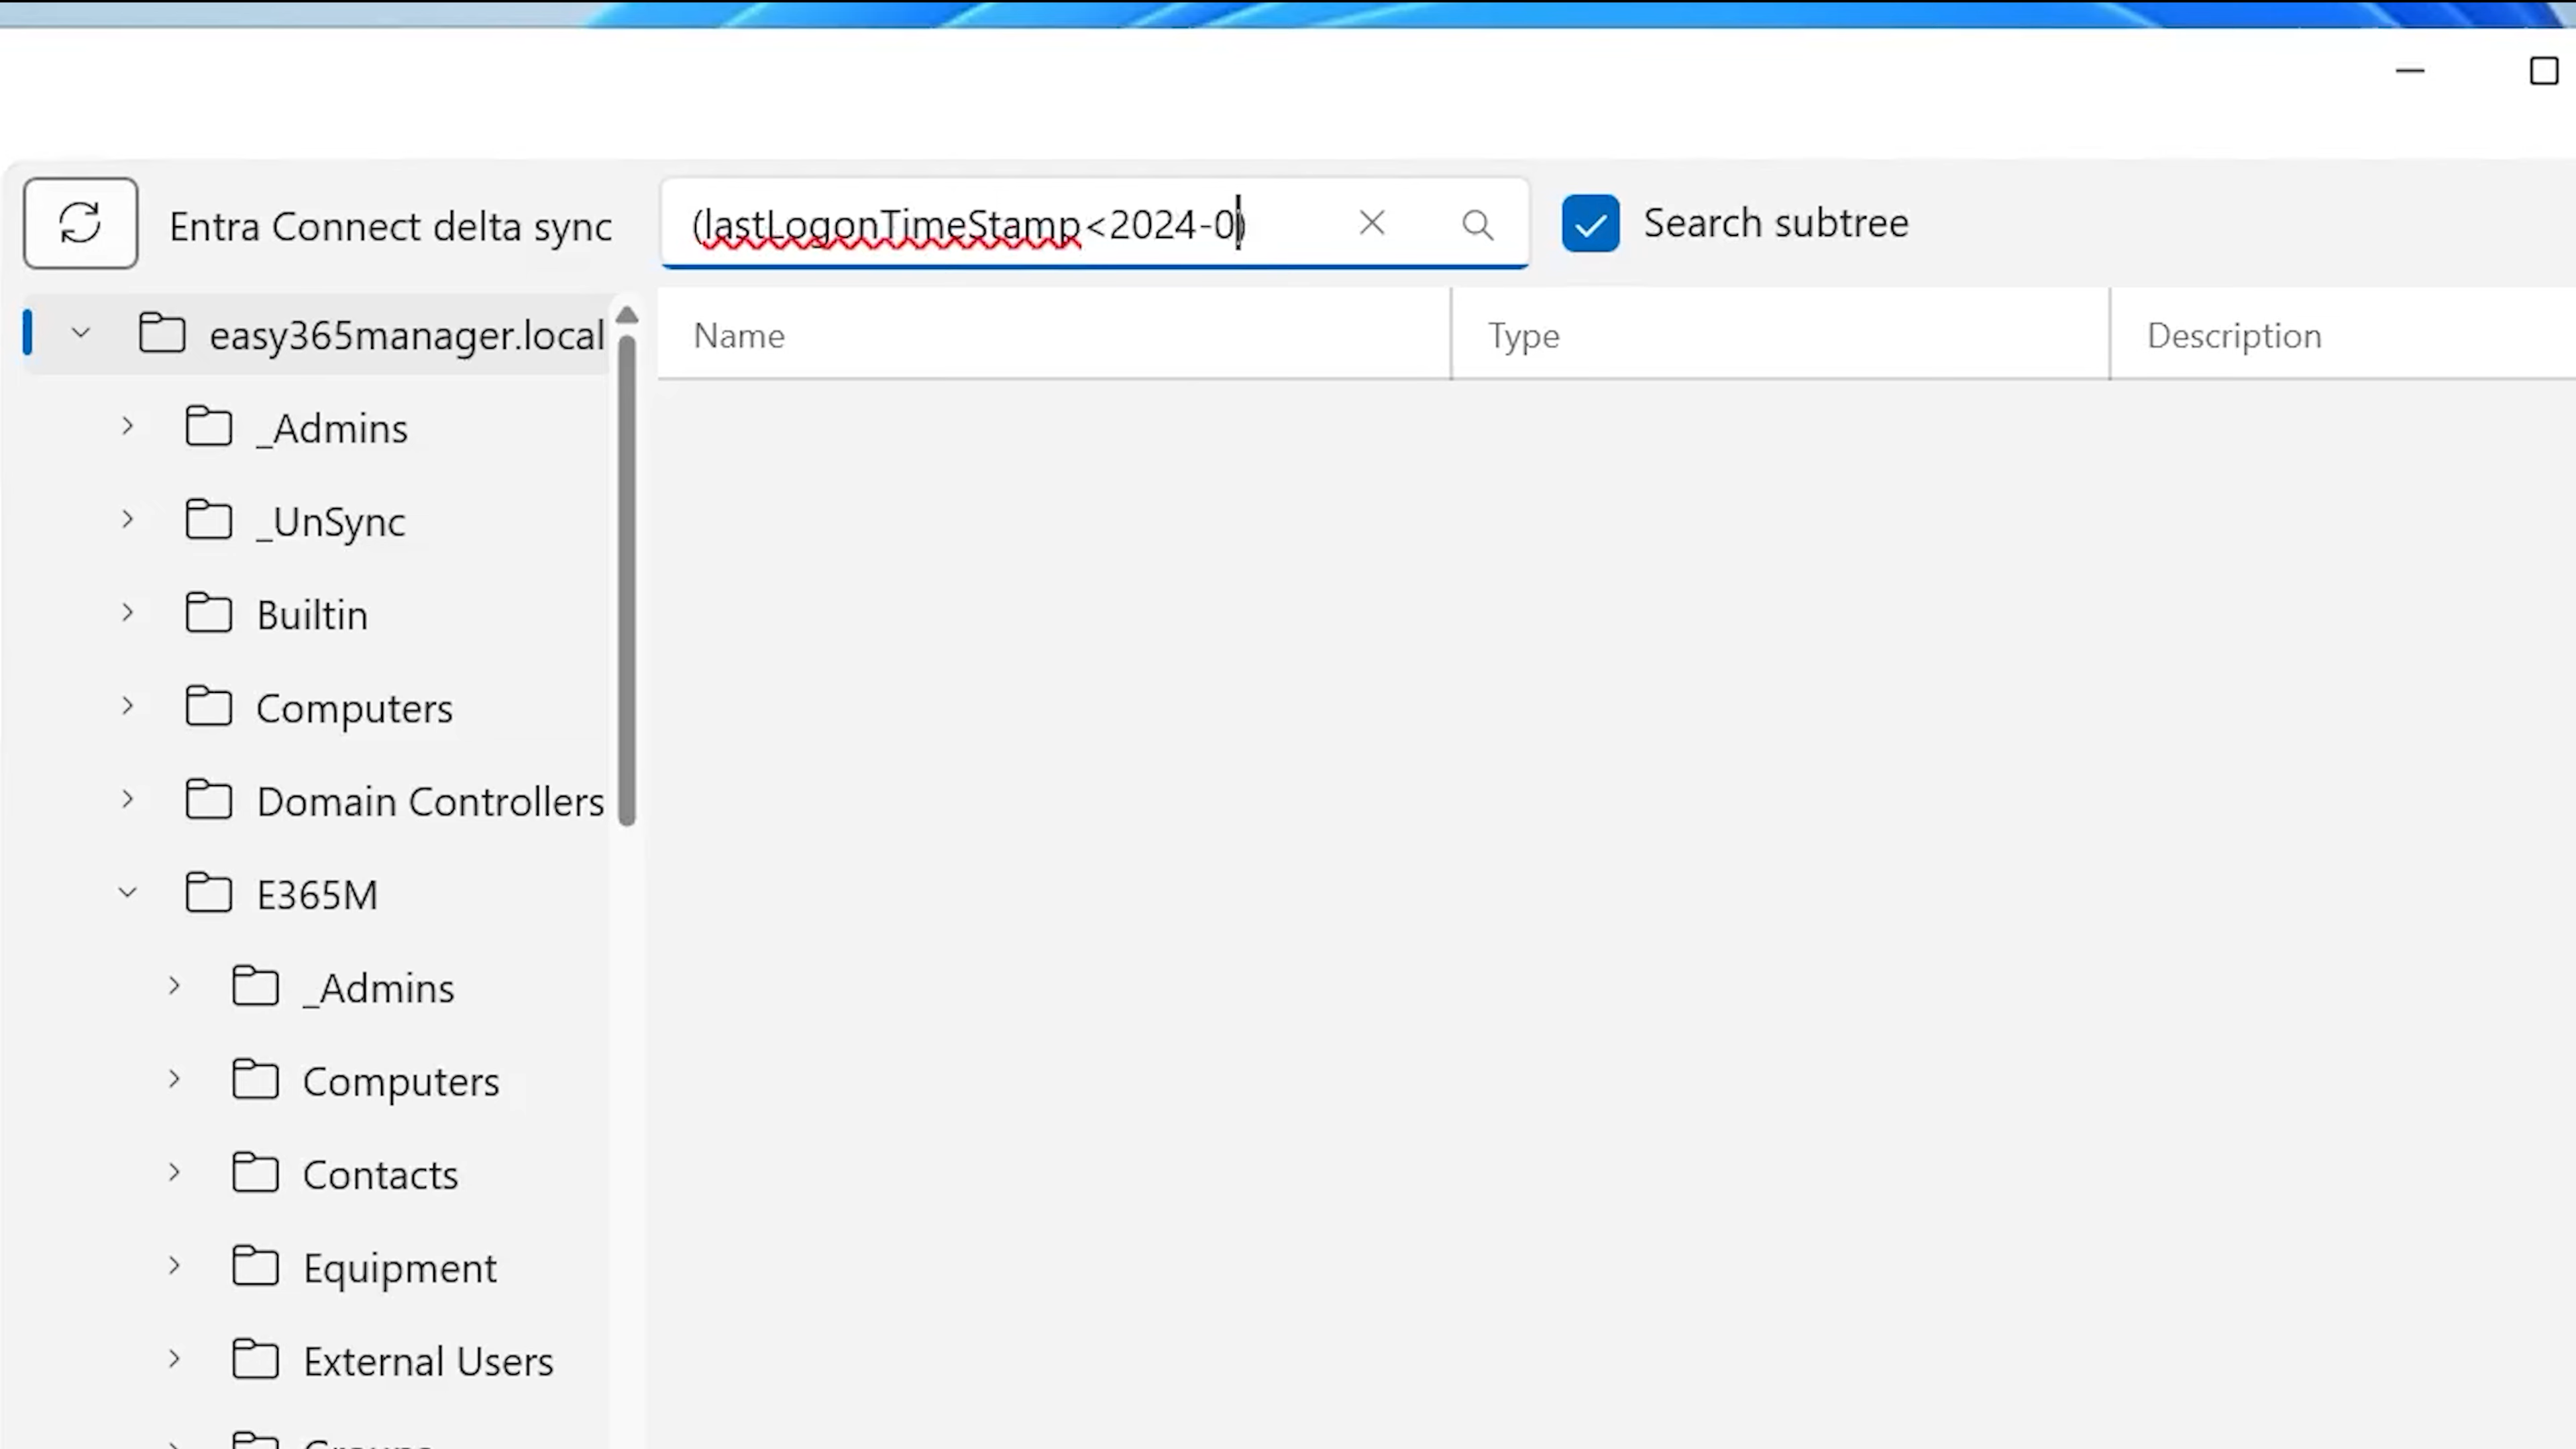 Entra Connect delta sync
(lastLogonTimeStamp<2024-0)
Search subtree
easy365manager.local
Name
Type
Description
_Admins
_UnSync
Builtin
Computers
Domain Controllers
E365M
_Admins
Computers
Contacts
Equipment
External Users